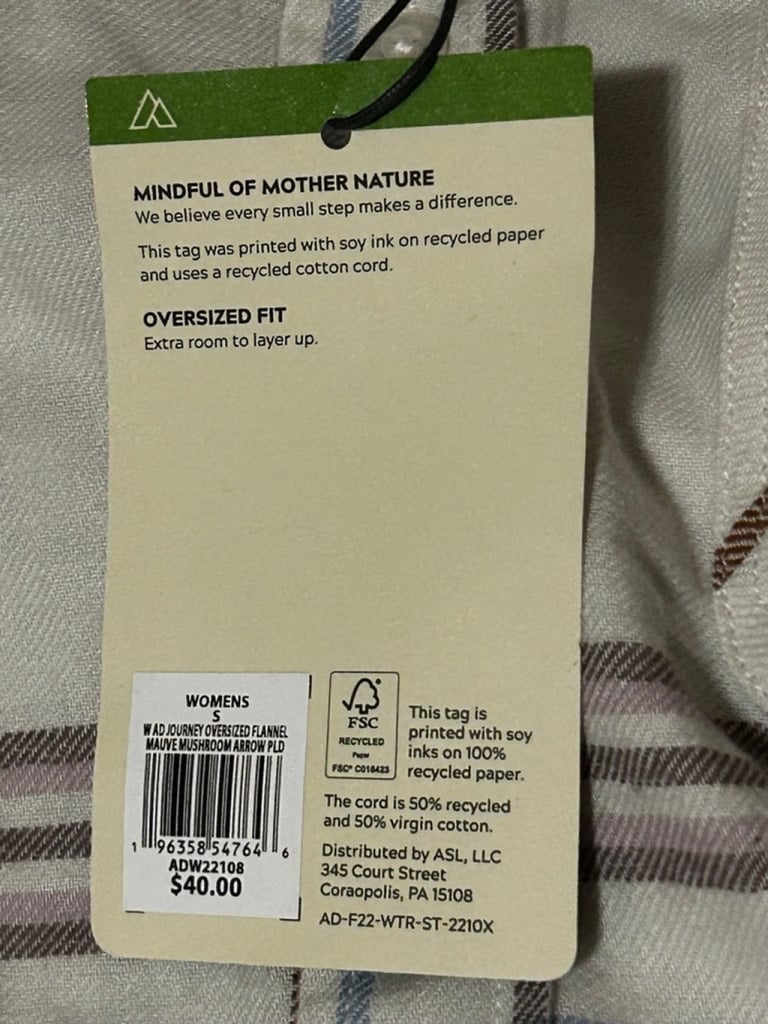 MINDFUL OF MOTHER NATURE
We believe every small step makes a difference.
This tag was printed with soy ink on recycled paper
and uses a recycled cotton cord.
OVERSIZED FIT
Extra room to layer up.
WOMENS
S
W AD JOURNEY OVERSIZED FLANNEL
MAUVE MUSHROOM ARROW PLD
1 96358 54764 6
ADW22108
$40.00
FSC
RECYCLED
Paper
FSC® C018423
This tag is
printed with soy
inks on 100%
recycled paper.
The cord is 50% recycled
and 50% virgin cotton.
Distributed by ASL, LLC
345 Court Street
Coraopolis, PA 15108
AD-F22-WTR-ST-2210X